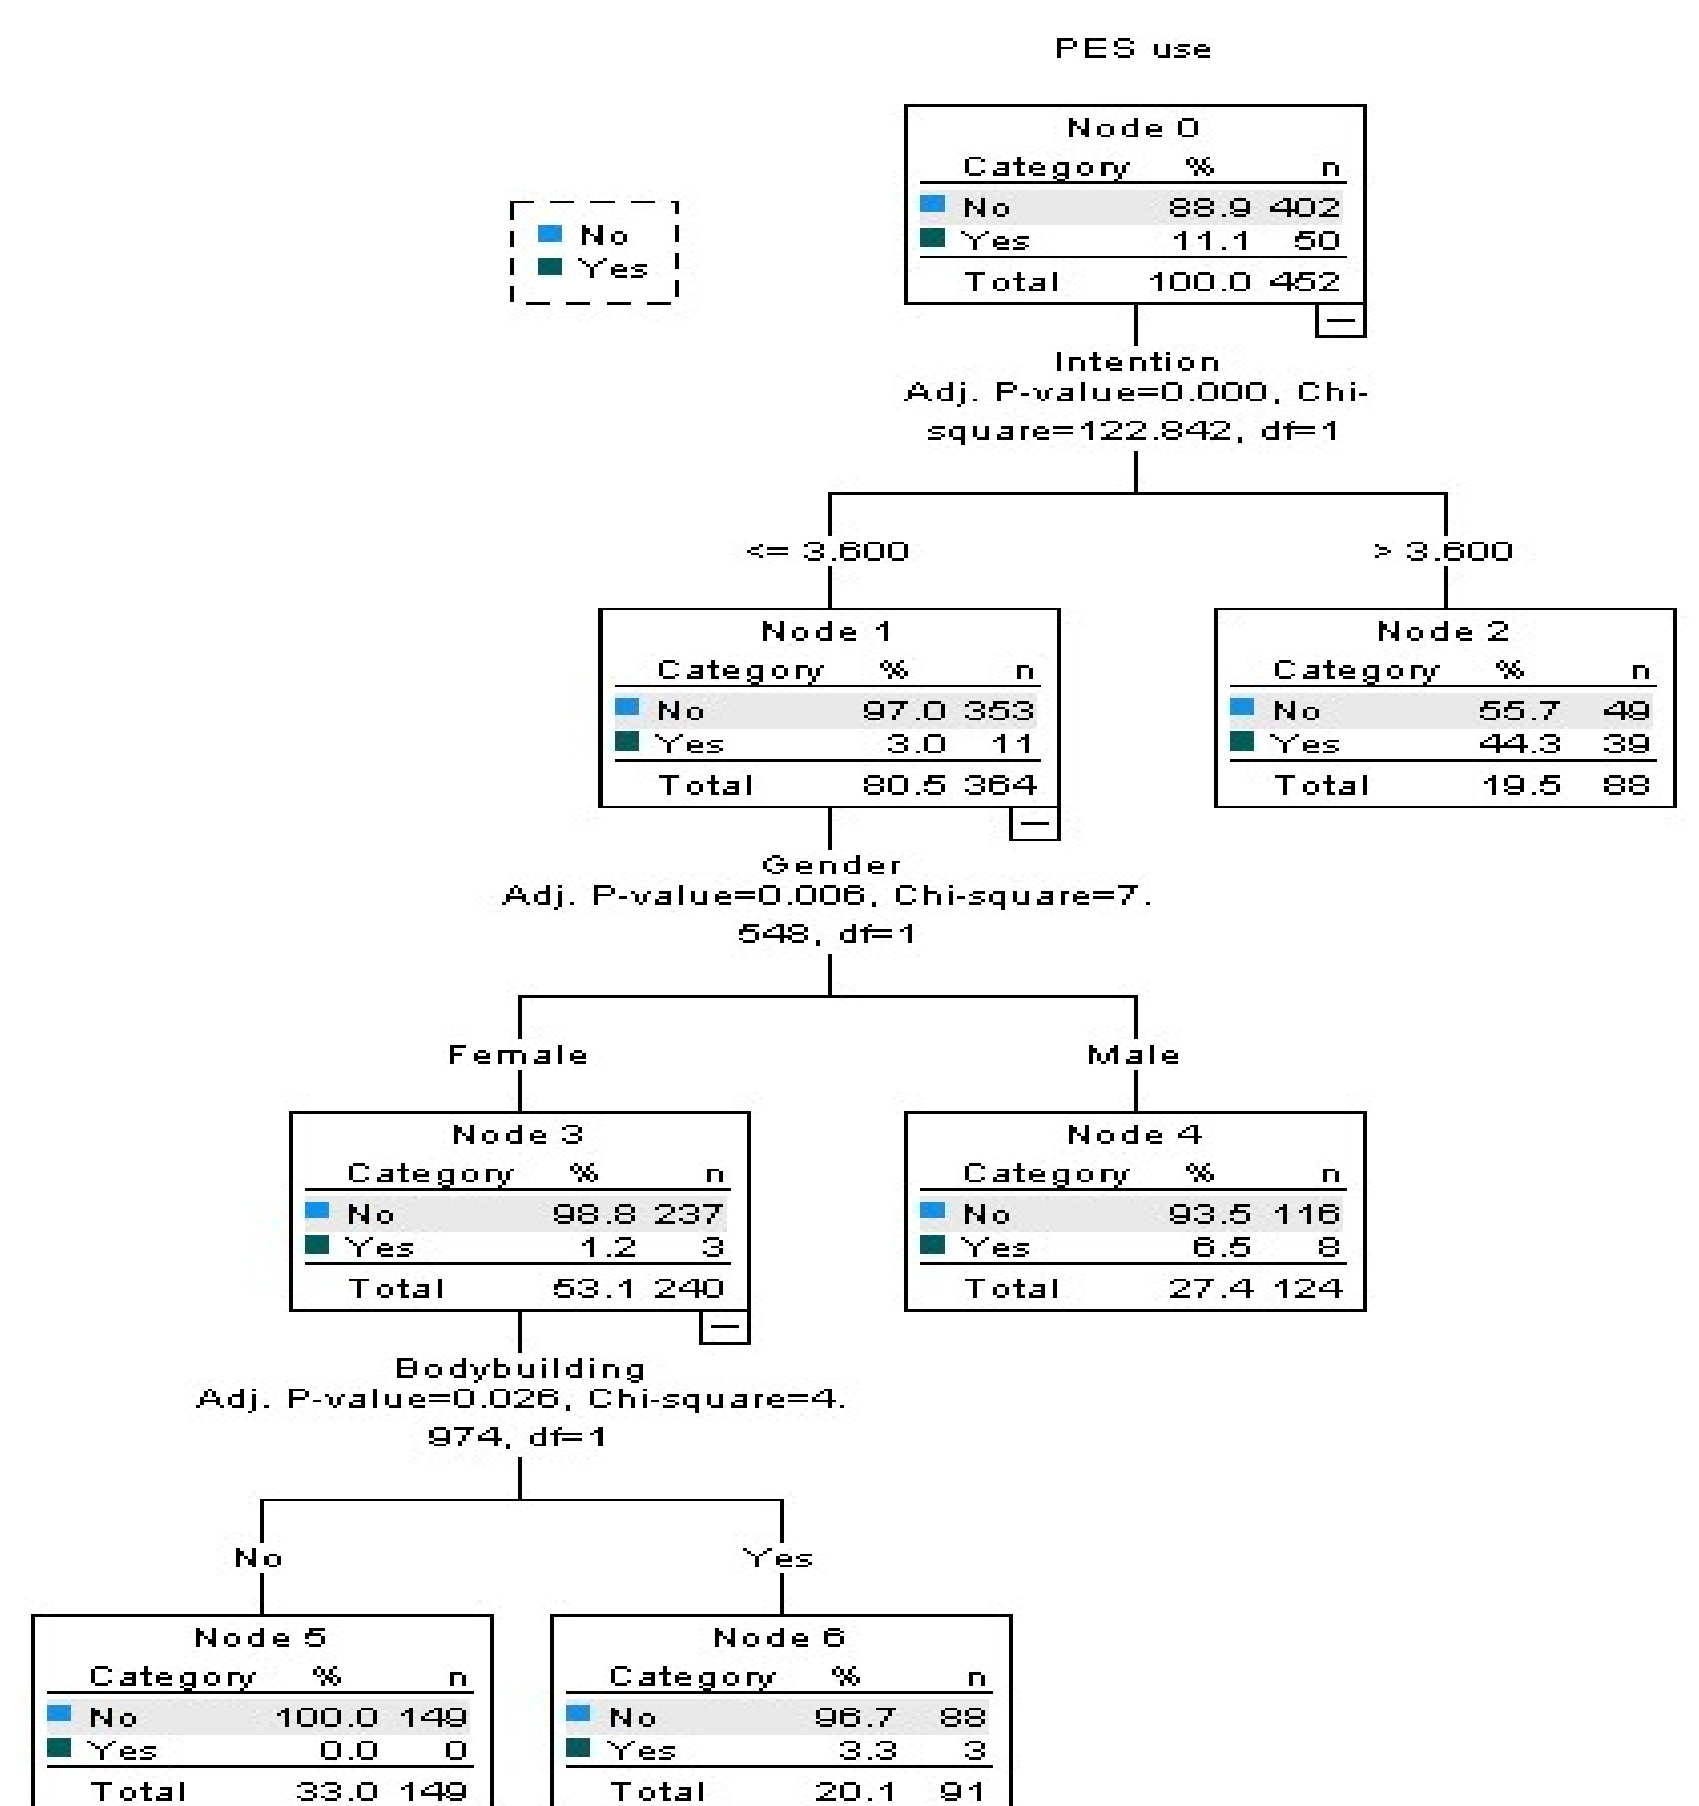 PES use
Node 0
Category % n
No 88.9 402
Yes 11.1 50
Total 100.0 452
No
Yes
Intention
Adj. P-value=0.000, Chi-
square=122.842, df=1
<= 3.600
> 3.600
Node 1
Category % n
No 97.0 353
Yes 3.0 11
Total 80.5 364
Node 2
Category % n
No 55.7 49
Yes 44.3 39
Total 19.5 88
Gender
Adj. P-value=0.006, Chi-square=7.
548, df=1
Female
Male
Node 3
Category % n
No 98.8 237
Yes 1.2 3
Total 53.1 240
Node 4
Category % n
No 93.5 116
Yes 6.5 8
Total 27.4 124
Bodybuilding
Adj. P-value=0.026, Chi-square=4.
974, df=1
No
Yes
Node 5
Category % n
No 100.0 149
Yes 0.0 0
Total 33.0 149
Node 6
Category % n
No 96.7 88
Yes 3.3 3
Total 20.1 91